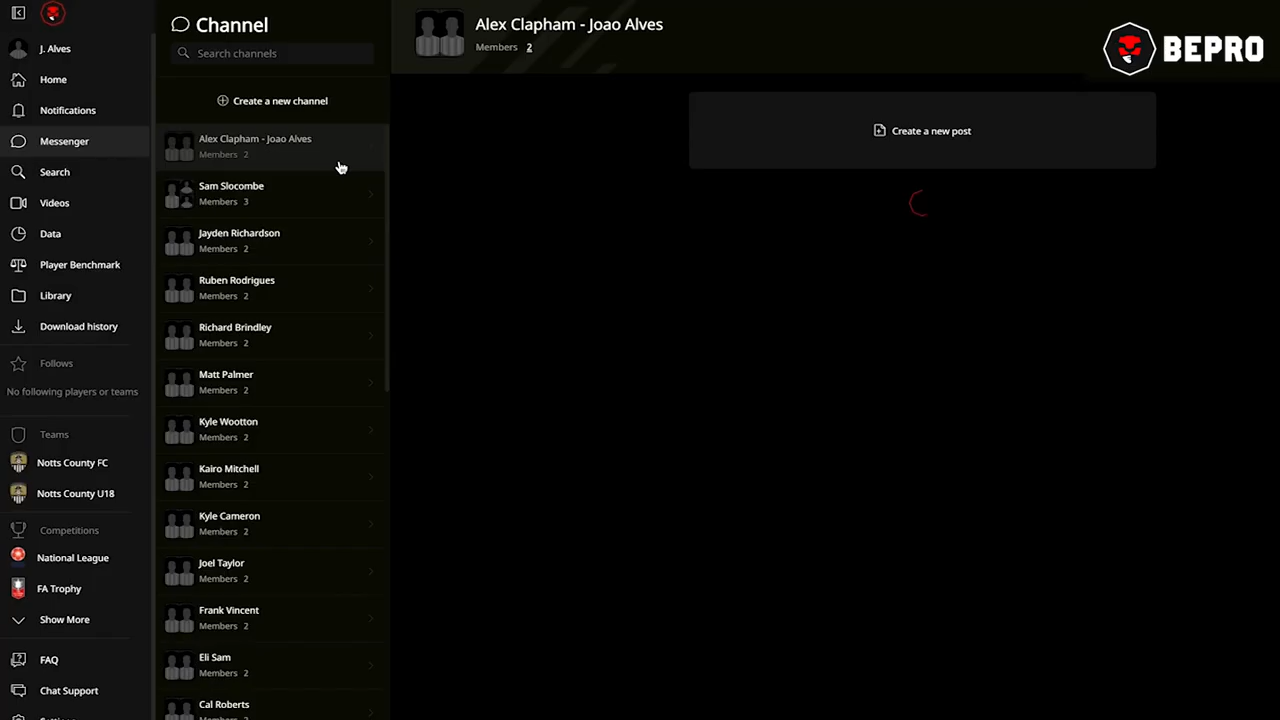 J. Alves
Home
Notifications
Messenger
Search
Videos
Data
Player Benchmark
Library
Download history
Follows
No following players or teams
Teams
Notts County FC
Notts County U18
Competitions
National League
FA Trophy
Show More
FAQ
Chat Support
Channel
Search channels
Create a new channel
Alex Clapham - Joao Alves
Members 2
Sam Slocombe
Members 3
Jayden Richardson
Members 2
Ruben Rodrigues
Members 2
Richard Brindley
Members 2
Matt Palmer
Members 2
Kyle Wootton
Members 2
Kairo Mitchell
Members 2
Kyle Cameron
Members 2
Joel Taylor
Members 2
Frank Vincent
Members 2
Eli Sam
Members 2
Cal Roberts
Alex Clapham - Joao Alves
Members 2
Create a new post
BEPRO